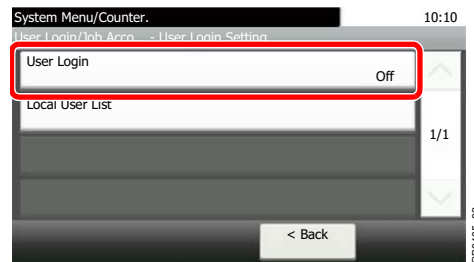 System Menu/Counter.
10:10
User Login/Job Acco... - User Login Setting
User Login
Off
Local User List
1/1
< Back